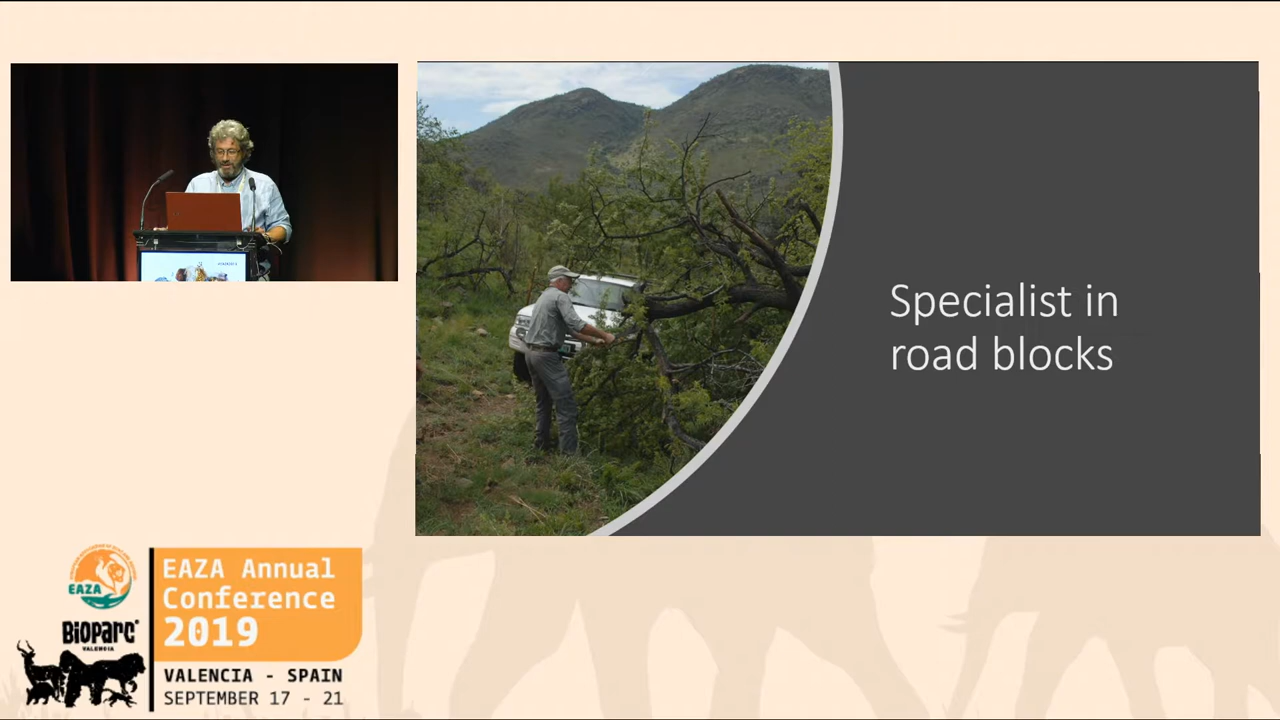 Specialist in
road blocks
EAZA
BIOPARC
VALENCIA
EAZA Annual
Conference
2019
VALENCIA - SPAIN
SEPTEMBER 17 - 21